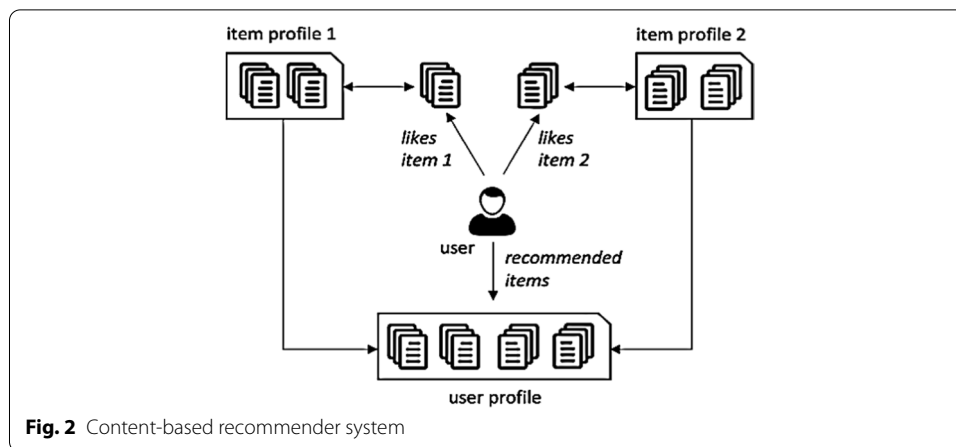 item profile 1
item profile 2
likes
item 1
likes
item 2
user
recommended
items
user profile
Fig. 2 Content-based recommender system